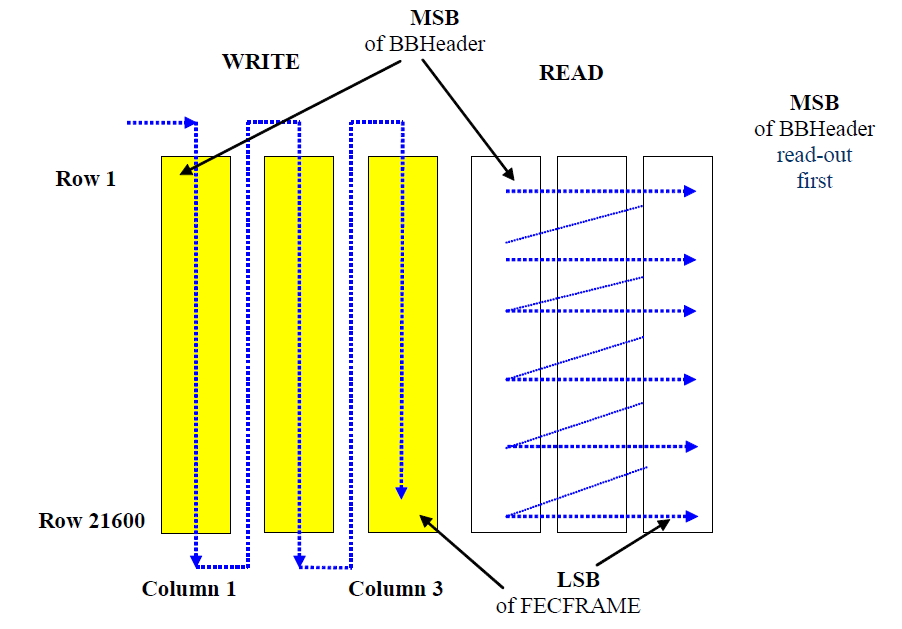 MSB
of BBHeader
WRITE
READ
MSB
of BBHeader
read-out
first
Row 1
Row 21600
Column 1
Column 3
LSB
of FECFRAME